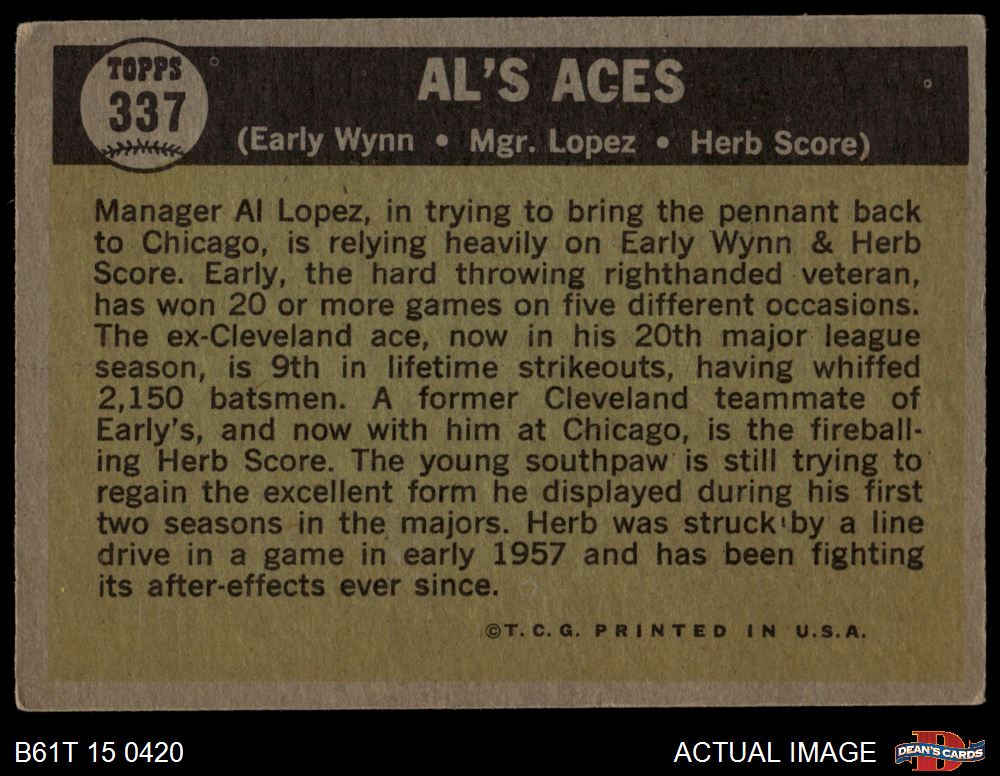 TOPPS
337
AL'S ACES
(Early Wynn • Mgr. Lopez • Herb Score)
Manager Al Lopez, in trying to bring the pennant back
to Chicago, is relying heavily on Early Wynn & Herb
Score. Early, the hard throwing righthanded veteran,
has won 20 or more games on five different occasions.
The ex-Cleveland ace, now in his 20th major league
season, is 9th in lifetime strikeouts, having whiffed
2,150 batsmen. A former Cleveland teammate of
Early's, and now with him at Chicago, is the fireball-
ing Herb Score. The young southpaw is still trying to
regain the excellent form he displayed during his first
two seasons in the majors. Herb was struck by a line
drive in a game in early 1957 and has been fighting
its after-effects ever since.
©T.C.G. PRINTED IN U.S.A.
B61T 15 0420
ACTUAL IMAGE
D
DEAN'S CARDS